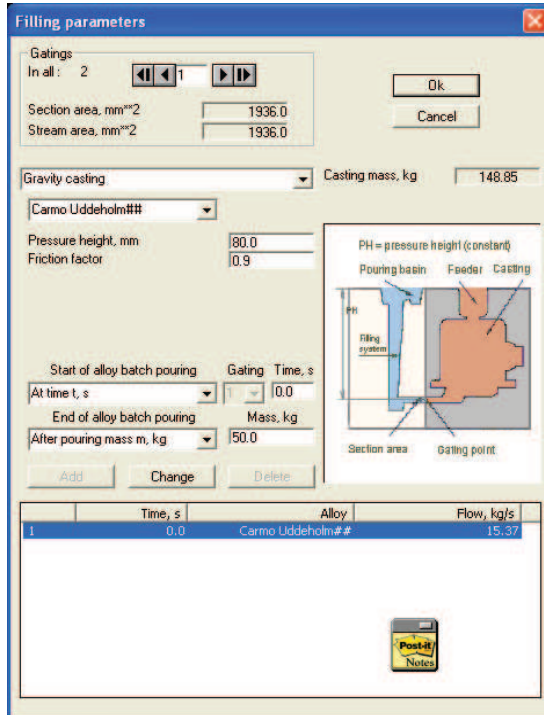 Filling parameters
Gatings
In all : 2
1
Section area, mm**2 1936.0
Stream area, mm**2 1936.0
Ok
Cancel
Gravity casting
Casting mass, kg 148.85
Carmo Uddeholm##
Pressure height, mm 80.0
Friction factor 0.9
PH = pressure height (constant)
Pouring basin Feeder Casting
PH
Filling
system
Section area Gating point
Start of alloy batch pouring Gating Time, s
At time t, s 1 0.0
End of alloy batch pouring Mass, kg
After pouring mass m, kg 50.0
Add Change Delete
Time, s Alloy Flow, kg/s
1 0.0 Carmo Uddeholm## 15.37
Post-it
Notes